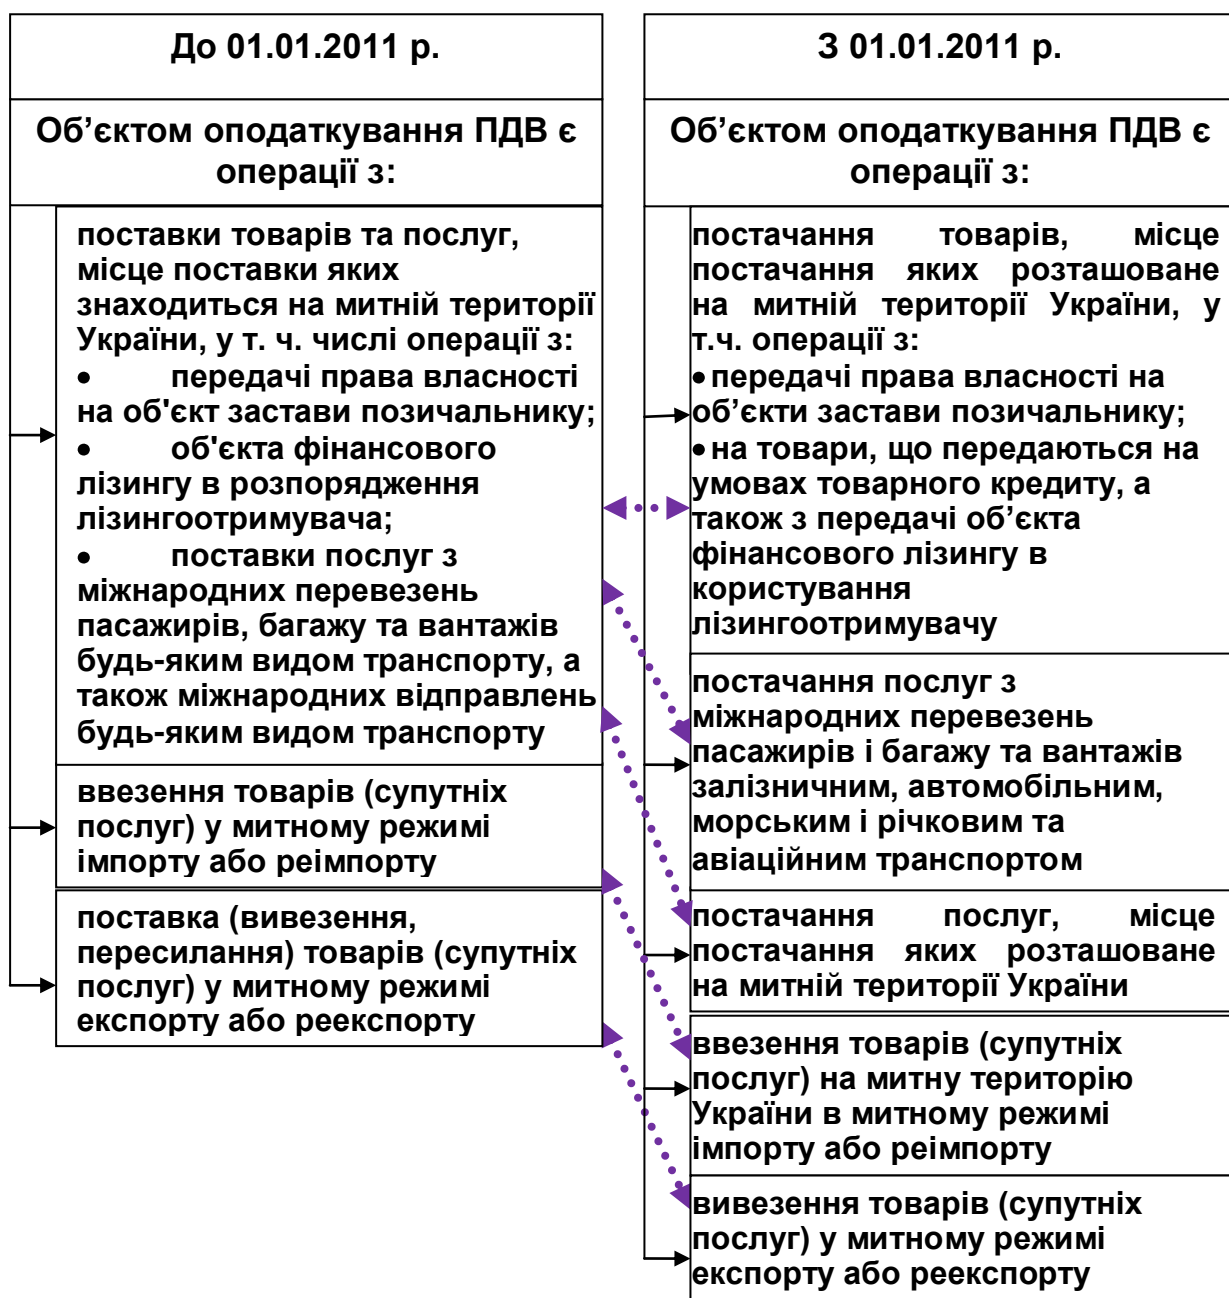 До 01.01.2011 р.
Об’єктом оподаткування ПДВ є
операції з:
поставки товарів та послуг,
місце поставки яких
знаходиться на митній території
України, у т. ч. числі операції з:
• передачі права власності
на об'єкт застави позичальнику;
• об'єкта фінансового
лізингу в розпорядження
лізингоотримувача;
• поставки послуг з
міжнародних перевезень
пасажирів, багажу та вантажів
будь-яким видом транспорту, а
також міжнародних відправлень
будь-яким видом транспорту
ввезення товарів (супутніх
послуг) у митному режимі
імпорту або реімпорту
поставка (вивезення,
пересилання) товарів (супутніх
послуг) у митному режимі
експорту або реекспорту
З 01.01.2011 р.
Об’єктом оподаткування ПДВ є
операції з:
постачання товарів, місце
постачання яких розташоване
на митній території України, у
т.ч. операції з:
• передачі права власності на
об’єкти застави позичальнику;
• на товари, що передаються на
умовах товарного кредиту, а
також з передачі об’єкта
фінансового лізингу в
користування
лізингоотримувачу
постачання послуг з
міжнародних перевезень
пасажирів і багажу та вантажів
залізничним, автомобільним,
морським і річковим та
авіаційним транспортом
постачання послуг, місце
постачання яких розташоване
на митній території України
ввезення товарів (супутніх
послуг) на митну територію
України в митному режимі
імпорту або реімпорту
вивезення товарів (супутніх
послуг) у митному режимі
експорту або реекспорту